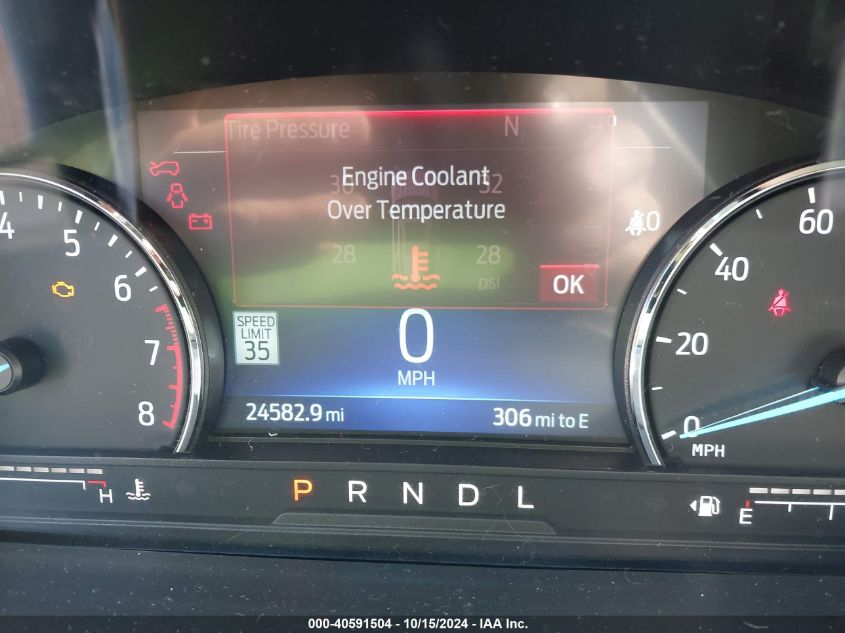 Tire Pressure N
Engine Coolant
30 32
Over Temperature
28 28
psi
OK
0
4
5
6
7
8
SPEED
LIMIT
35
0
MPH
24582.9 mi 306 mi to E
60
40
20
0
MPH
H
P R N D L
E
000-40591504 - 10/15/2024 - IAA Inc.